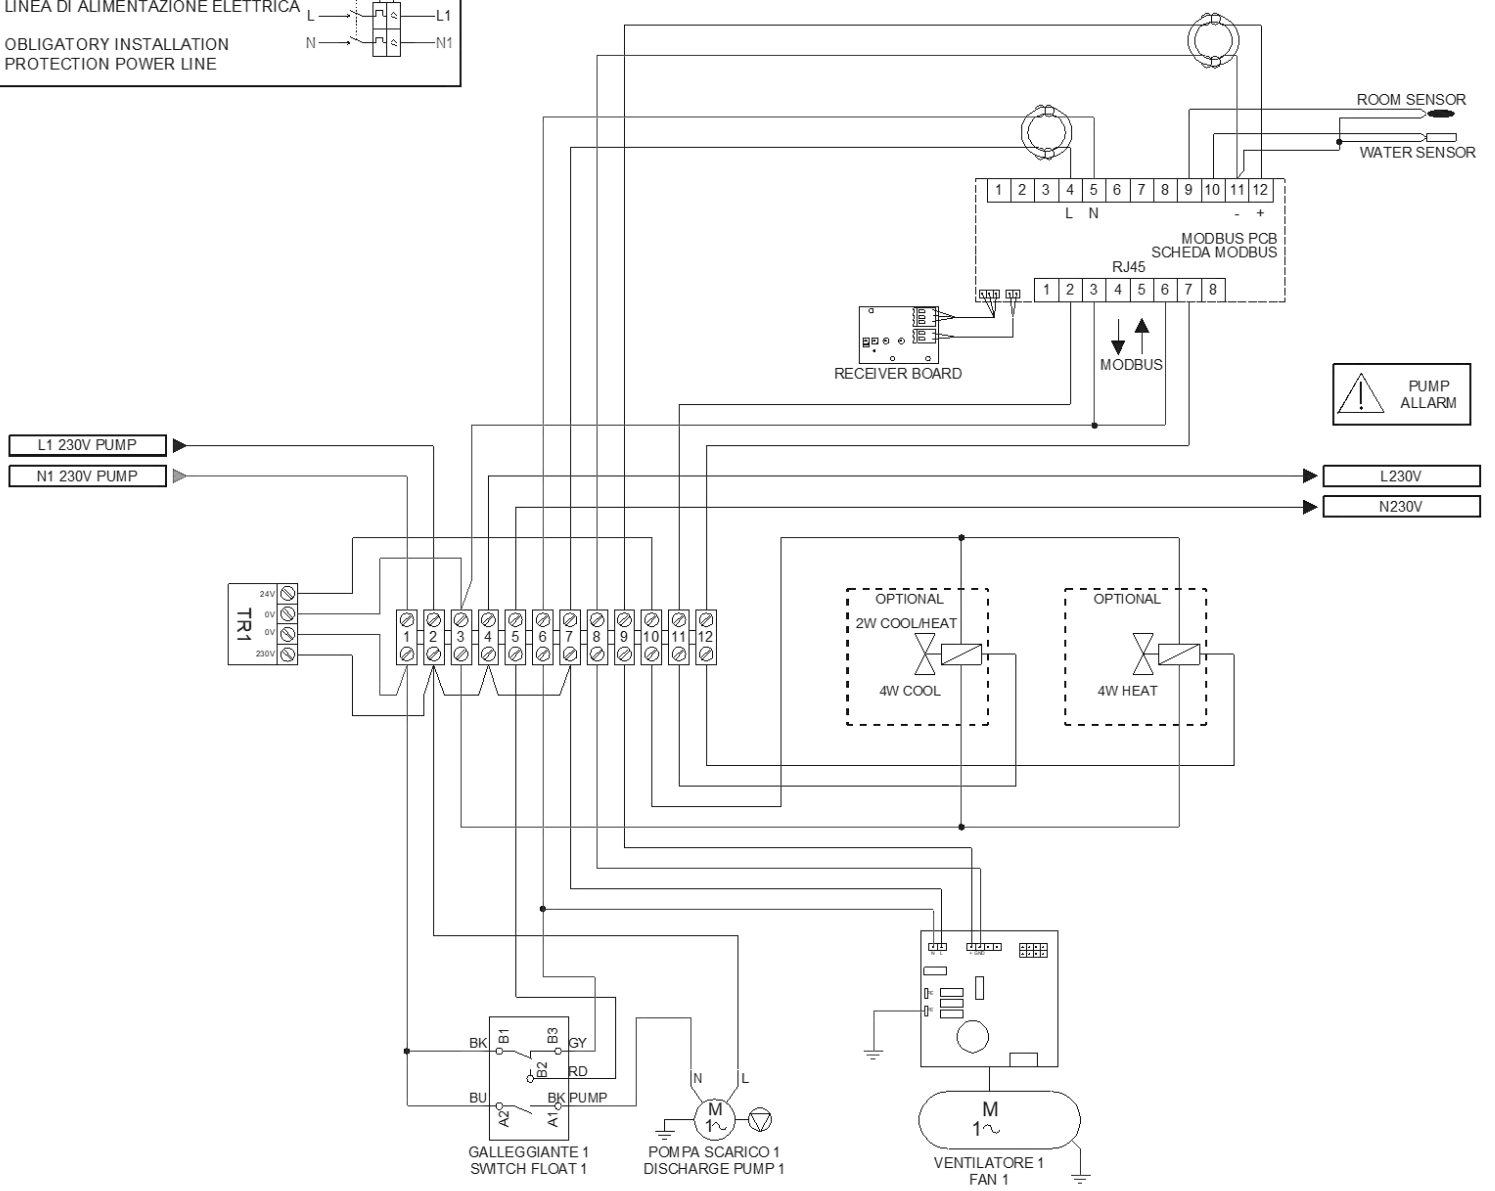 LINEA DI ALIMENTAZIONE ELETTRICA
L L1
OBLIGATORY INSTALLATION
PROTECTION POWER LINE
N N1
ROOM SENSOR
WATER SENSOR
1 2 3 4 5 6 7 8 9 10 11 12
L N - +
MODBUS PCB
SCHEDA MODBUS
RJ45
1 2 3 4 5 6 7 8
MODBUS
RECEIVER BOARD
PUMP
ALLARM
L1 230V PUMP
N1 230V PUMP
L230V
N230V
TR1
24V
0V
0V
230V
1 2 3 4 5 6 7 8 9 10 11 12
OPTIONAL
2W COOL/HEAT
4W COOL
OPTIONAL
4W HEAT
N L + GND
BK B1 B3 GY
B2 RD
BU A2 BK A1 PUMP
GALLEGGIANTE 1
SWITCH FLOAT 1
N L
M
1~
POMPA SCARICO 1
DISCHARGE PUMP 1
M
1~
VENTILATORE 1
FAN 1